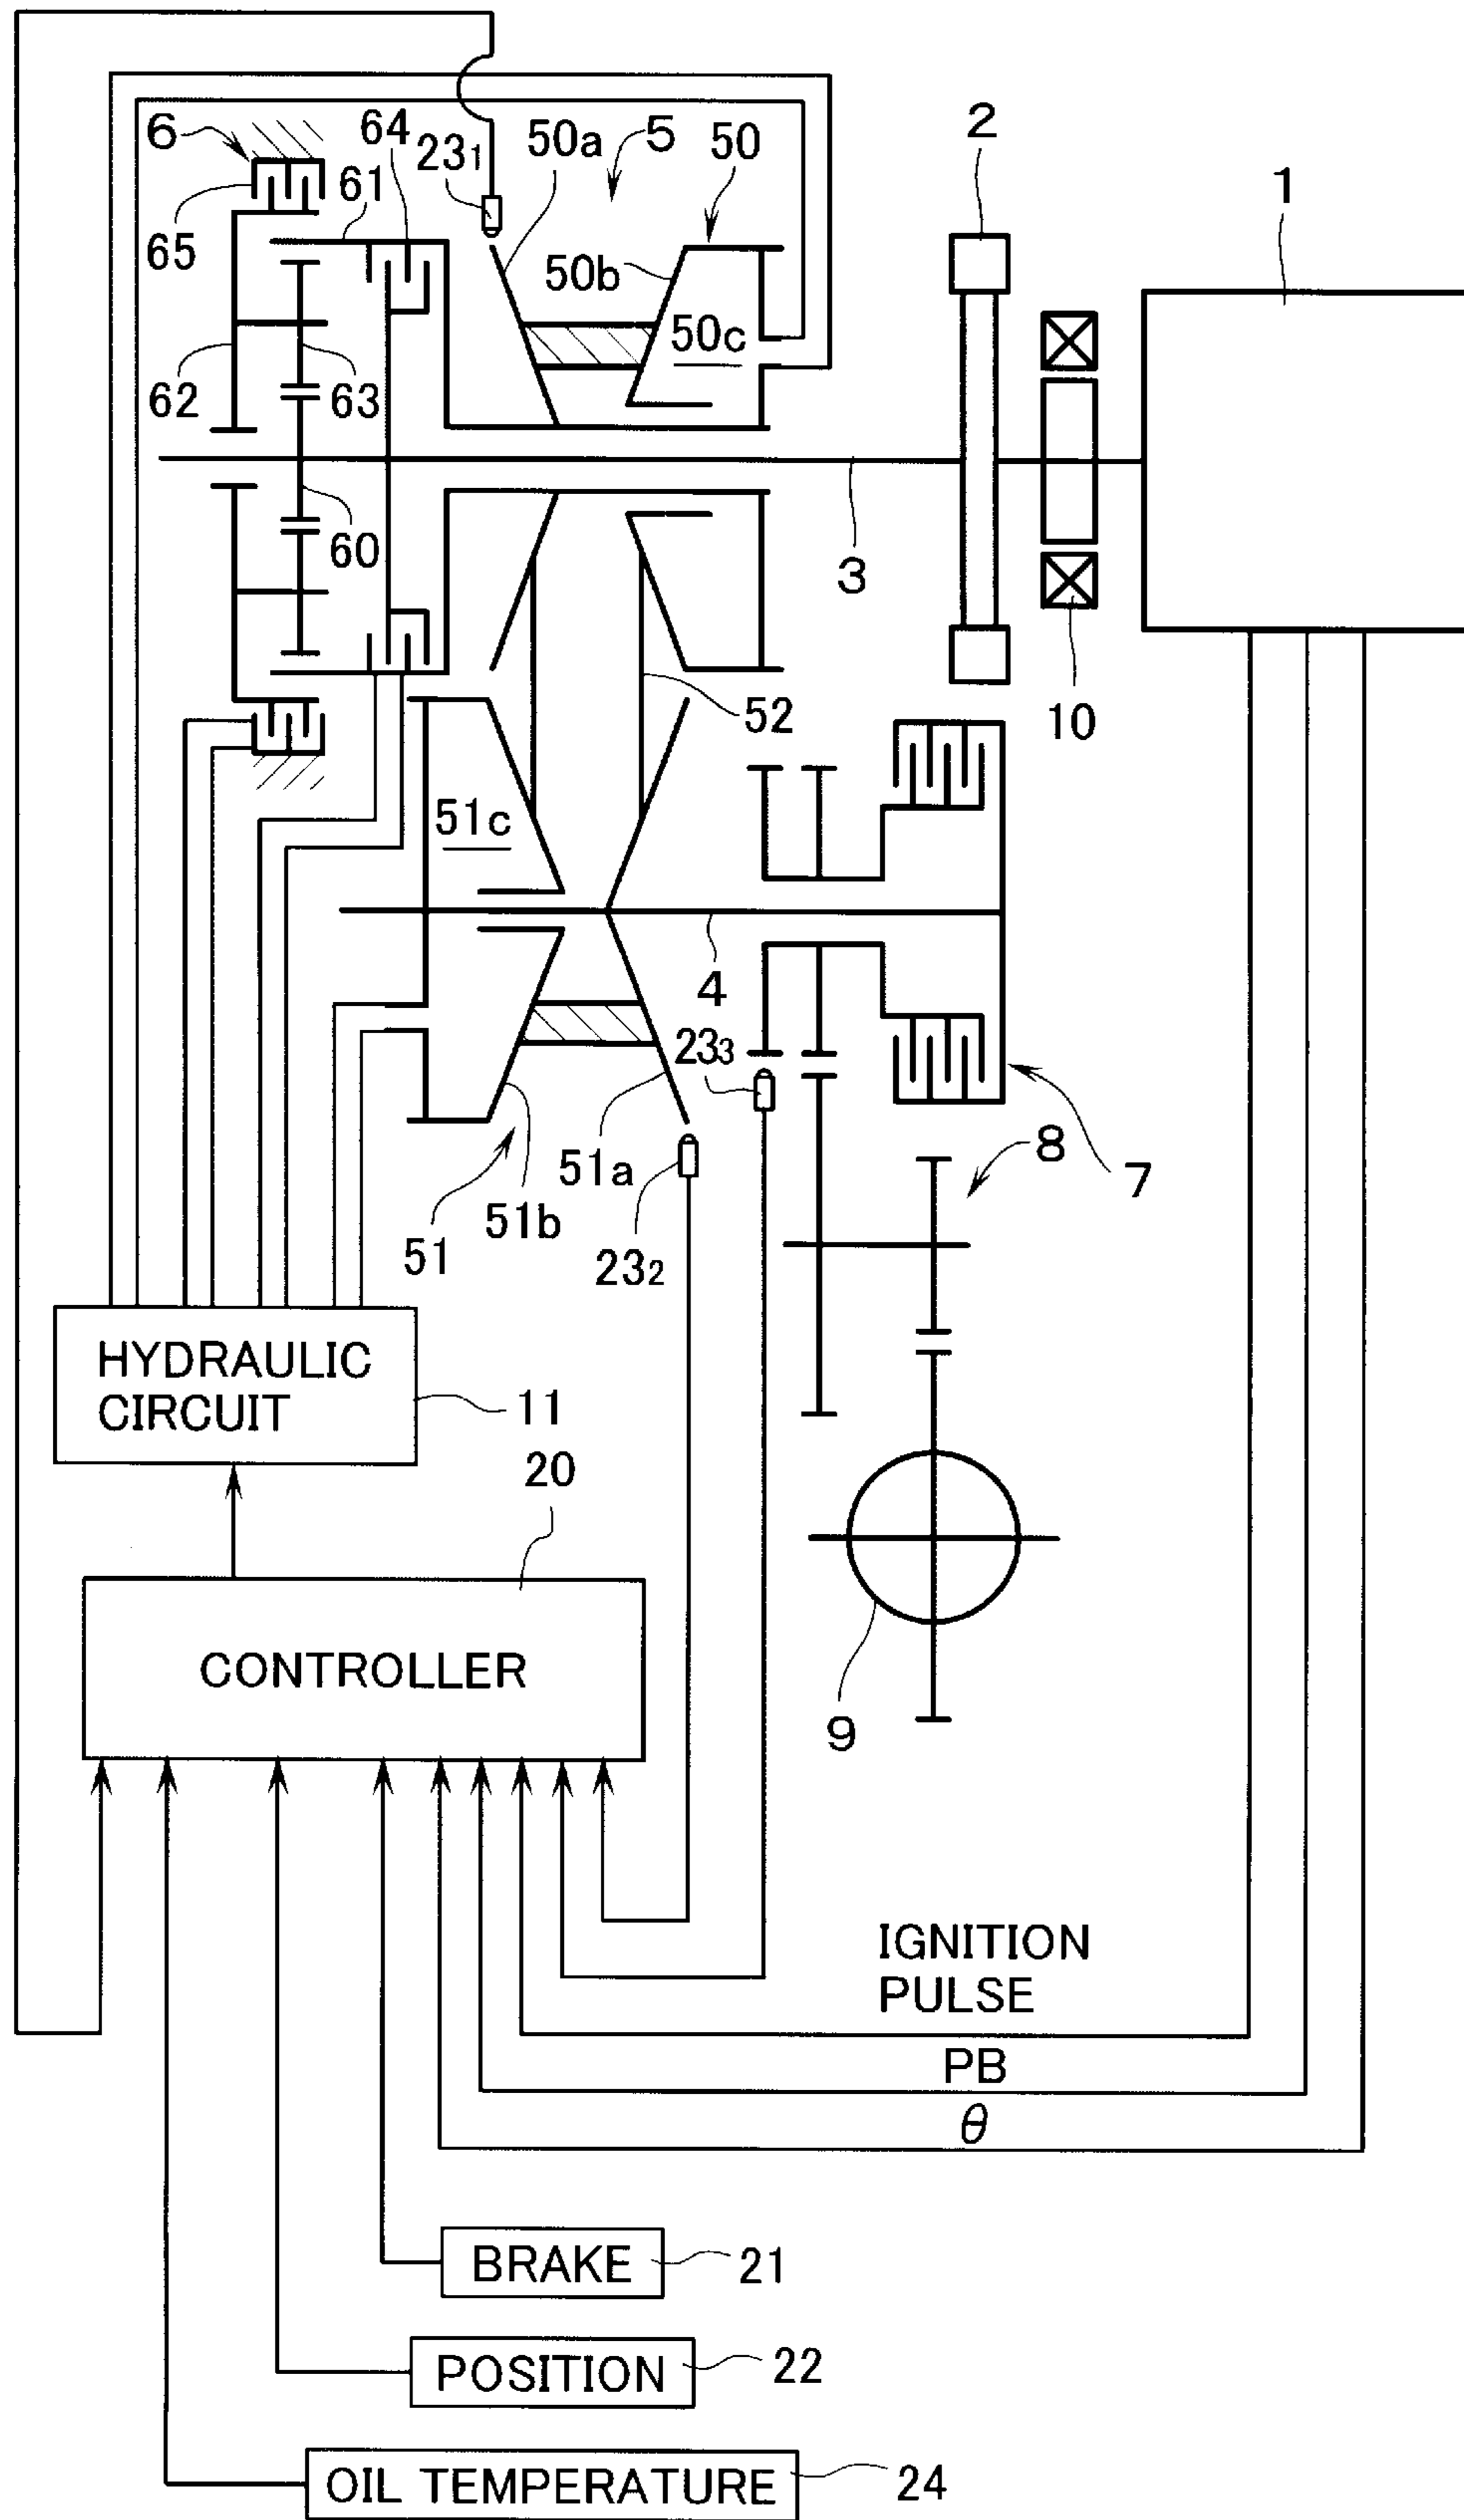 2
6
64
50a
5
50
23₁
1
61
65
50b
50c
62
63
60
3
52
10
51c
4
23₃
8
51a
7
51b
51
23₂
HYDRAULIC
CIRCUIT
11
20
CONTROLLER
9
IGNITION
PULSE
PB
θ
BRAKE
21
POSITION
22
OIL TEMPERATURE
24